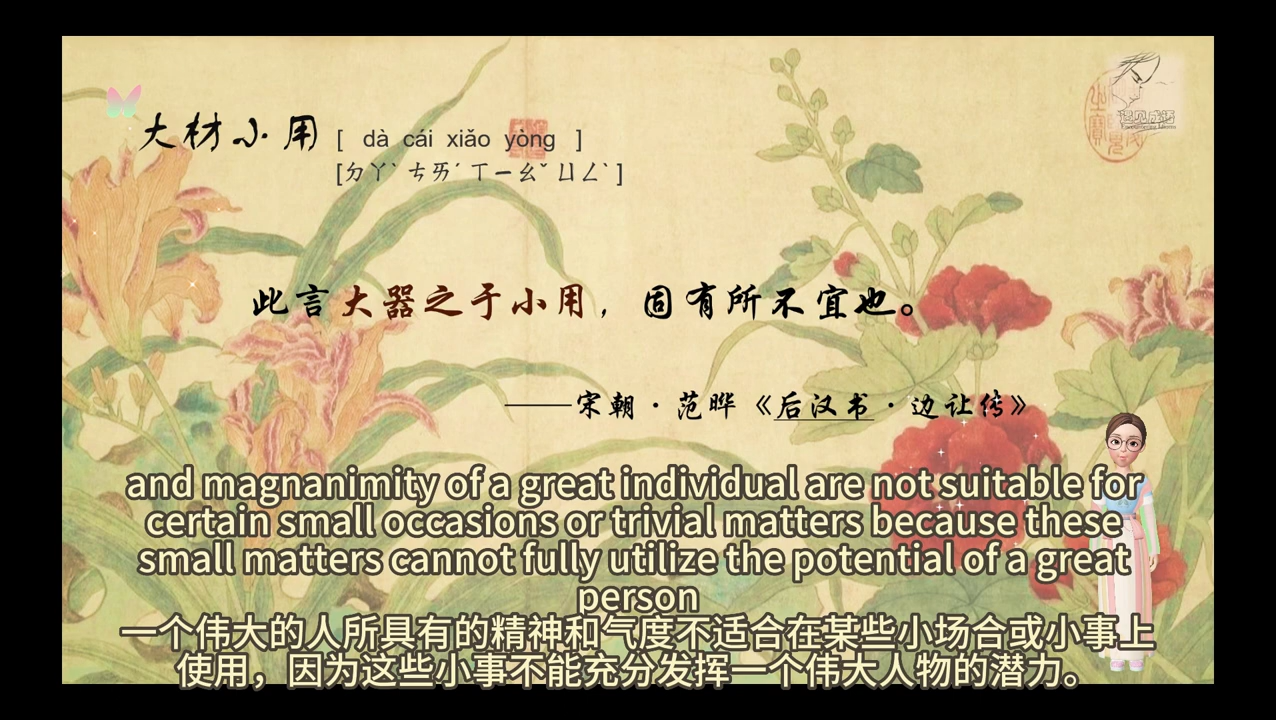 大材小用 [ dà cái xiǎo yòng ]
[ㄉㄚˋ ㄘㄞˊ ㄒㄧㄠˇ ㄩㄥˋ]
遇见成语
Encountering Idioms
此言大器之于小用，固有所不宜也。
——宋朝·范晔《后汉书·边让传》
and magnanimity of a great individual are not suitable for
certain small occasions or trivial matters because these
small matters cannot fully utilize the potential of a great
person
一个伟大的人所具有的精神和气度不适合在某些小场合或小事上
使用，因为这些小事不能充分发挥一个伟大人物的潜力。